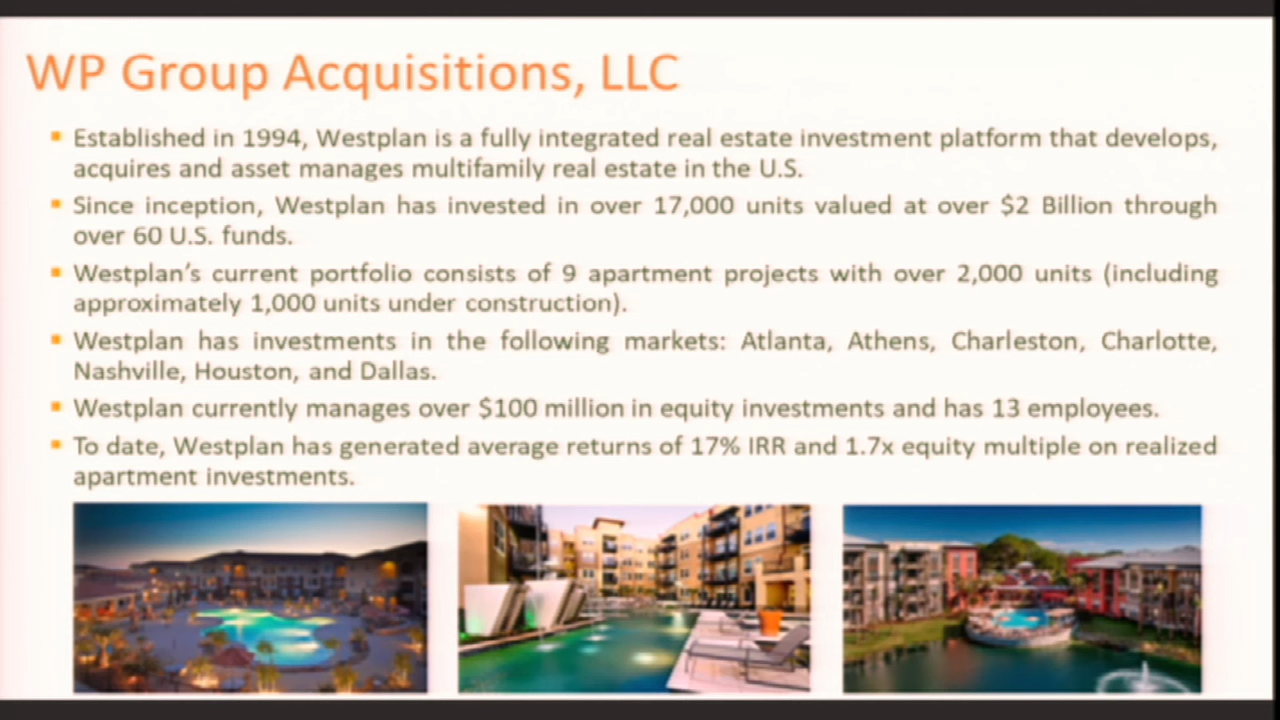 WP Group Acquisitions, LLC
Established in 1994, Westplan is a fully integrated real estate investment platform that develops,
acquires and asset manages multifamily real estate in the U.S.
Since inception, Westplan has invested in over 17,000 units valued at over $2 Billion through
over 60 U.S. funds.
Westplan’s current portfolio consists of 9 apartment projects with over 2,000 units (including
approximately 1,000 units under construction).
Westplan has investments in the following markets: Atlanta, Athens, Charleston, Charlotte,
Nashville, Houston, and Dallas.
Westplan currently manages over $100 million in equity investments and has 13 employees.
To date, Westplan has generated average returns of 17% IRR and 1.7x equity multiple on realized
apartment investments.